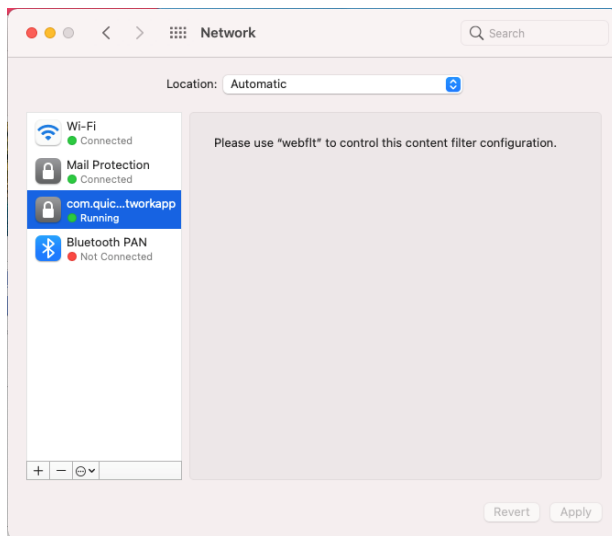 Network
Search
Location: Automatic
Wi-Fi
Connected
Mail Protection
Connected
com.quic...tworkapp
Running
Bluetooth PAN
Not Connected
Please use “webflt” to control this content filter configuration.
Revert
Apply